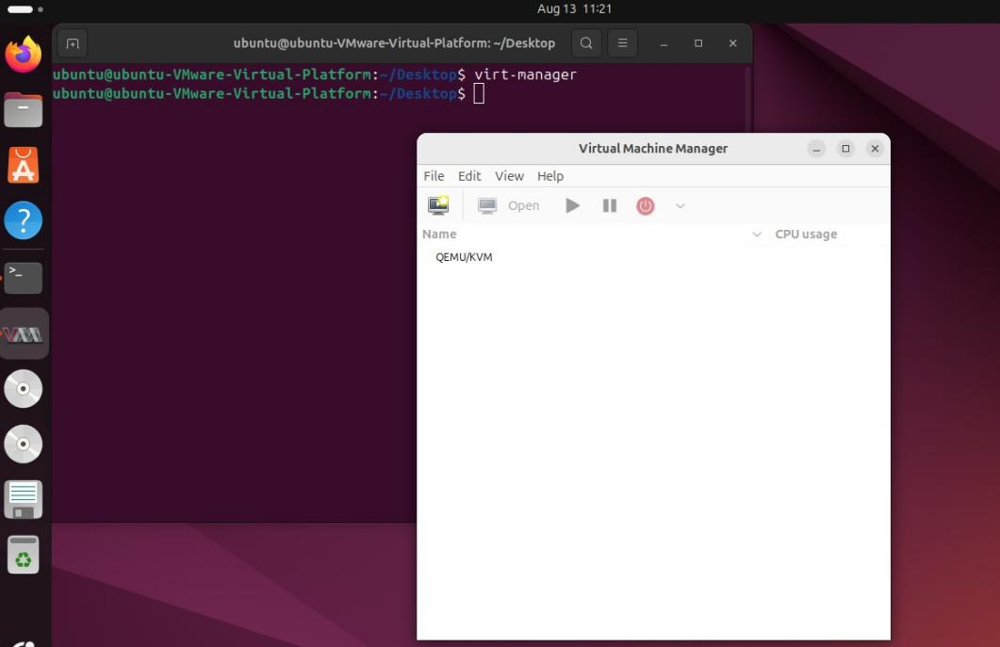 Aug 13 11:21
ubuntu@ubuntu-VMware-Virtual-Platform: ~/Desktop
ubuntu@ubuntu-VMware-Virtual-Platform:~/Desktop$ virt-manager
ubuntu@ubuntu-VMware-Virtual-Platform:~/Desktop$
Virtual Machine Manager
File Edit View Help
Open
Name CPU usage
QEMU/KVM